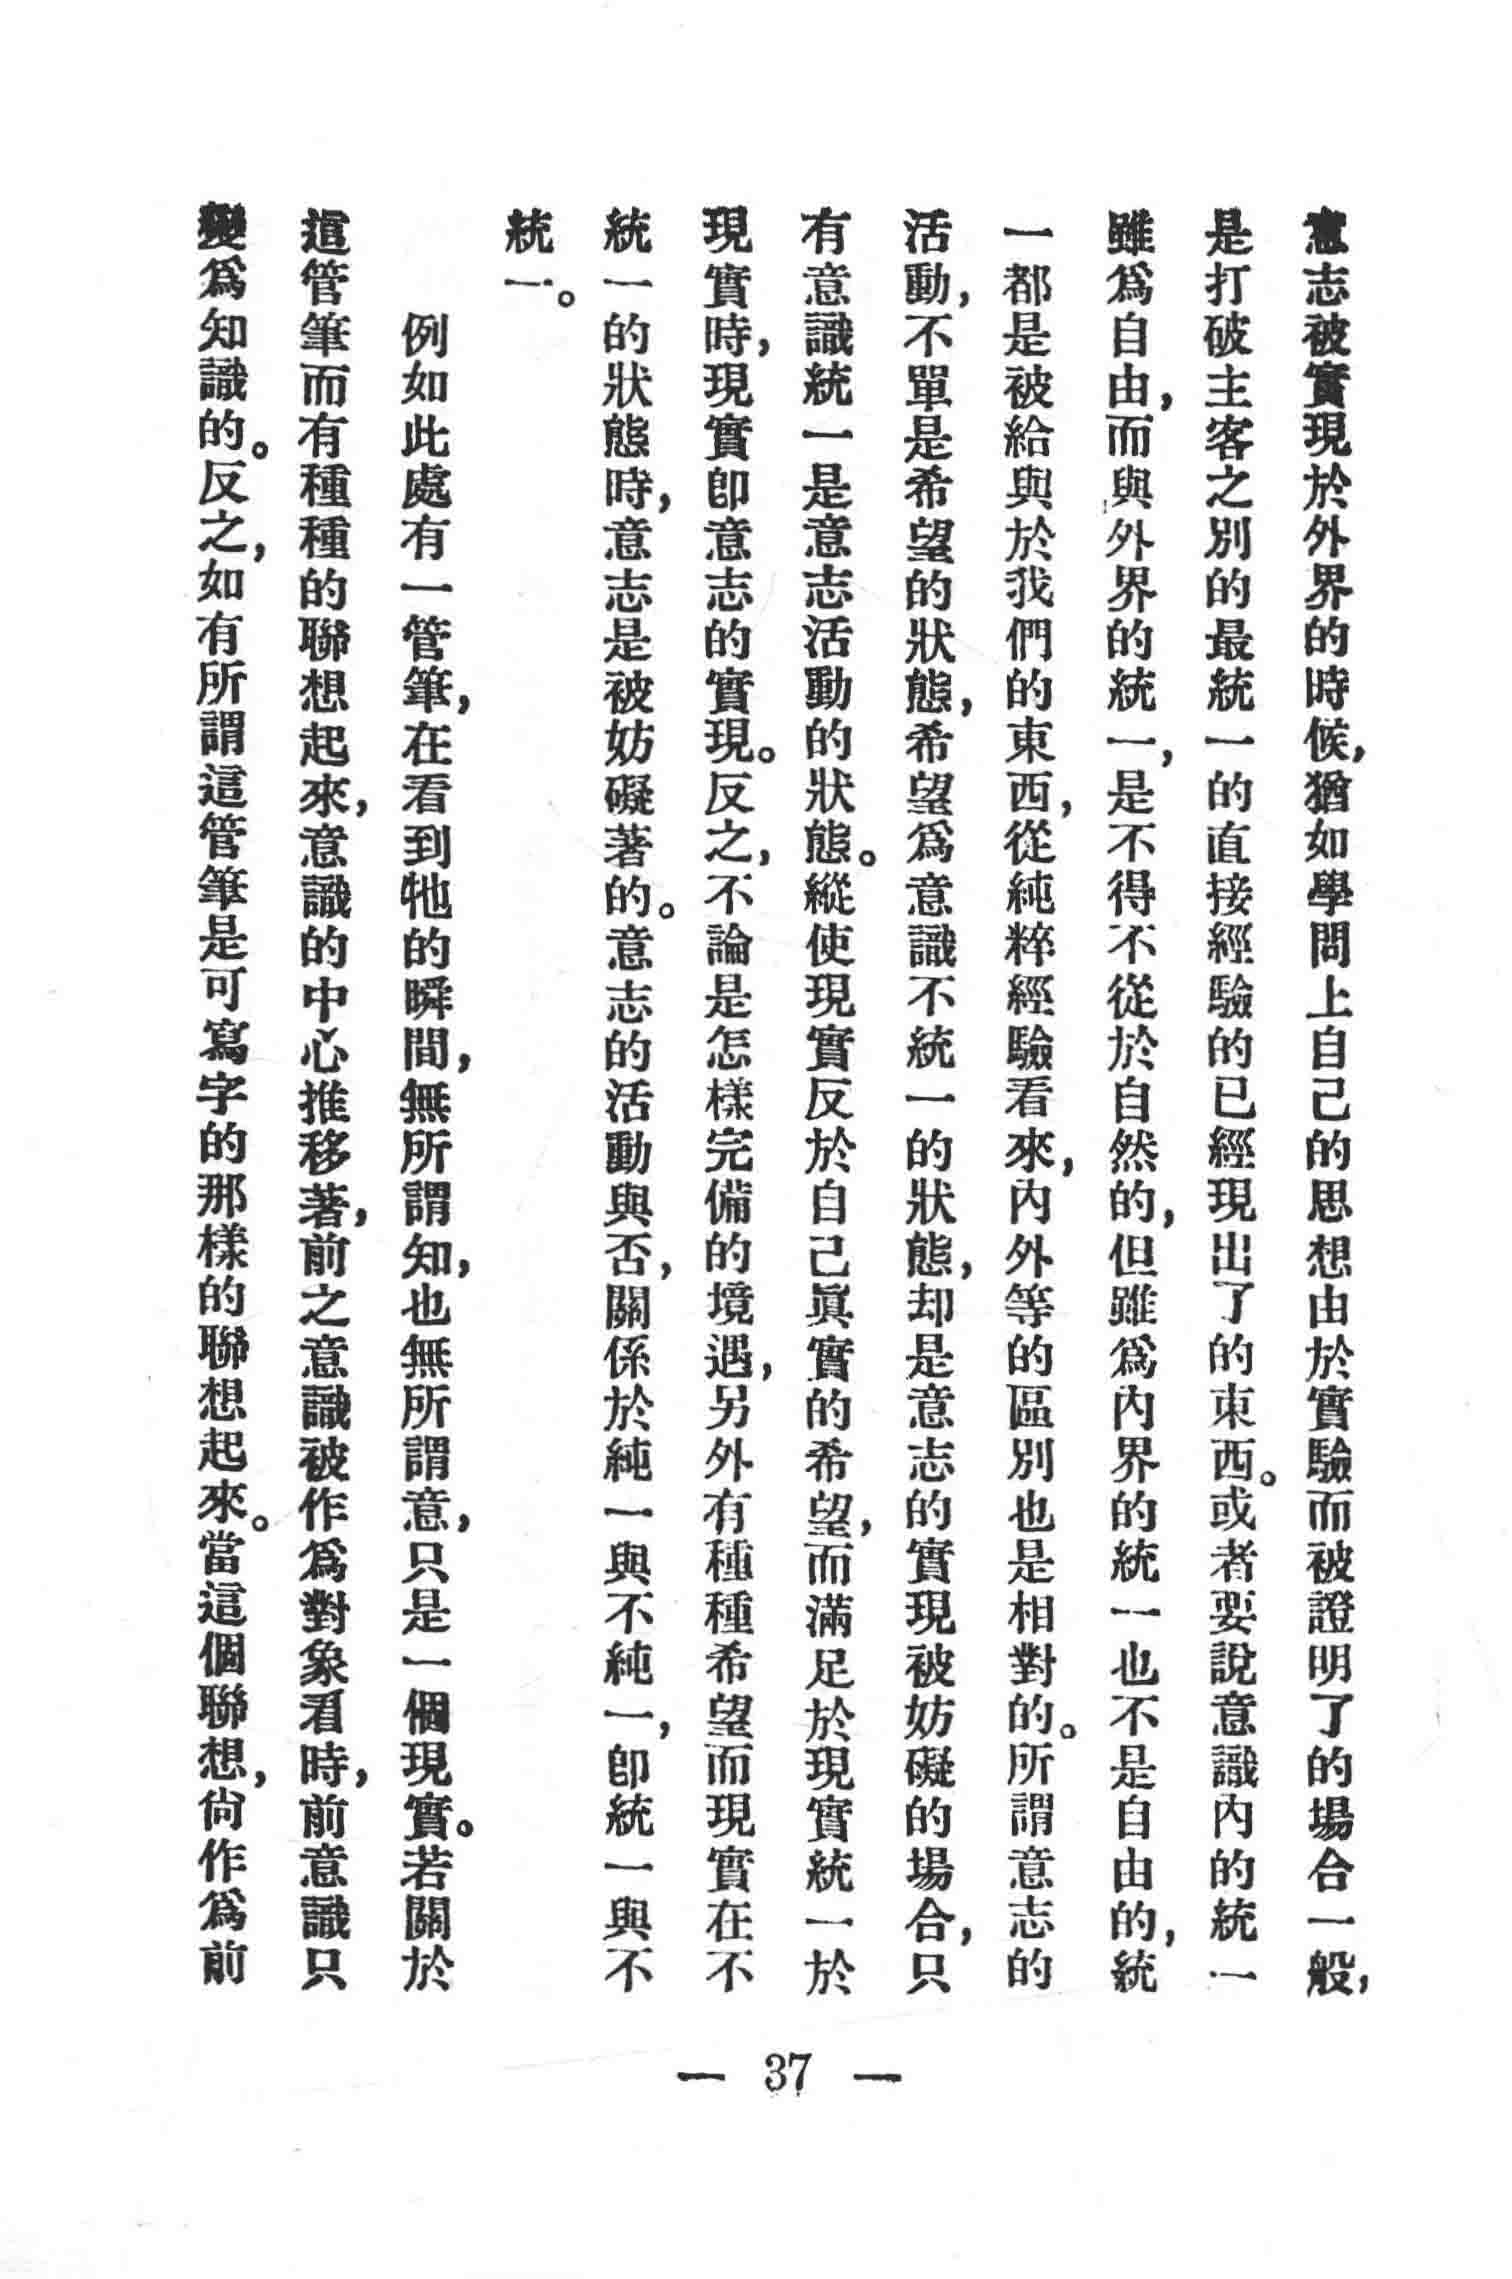 意志被實現於外界的時候，猶如學問上自己的思想由於實驗而被證明了的場合一般，
是打破主客之別的最統一的直接經驗的已經現出了的東西。或者要說意識內的統一
雖爲自由，而與外界的統一，是不得不從於自然的，但雖爲內界的統一也不是自由的，統
一都是被給與於我們的東西，從純粹經驗看來，內外等的區別也是相對的。所謂意志的
活動，不單是希望的狀態，希望爲意識不統一的狀態，却是意志的實現被妨礙的場合，只
有意識統一是意志活動的狀態。縱使現實反於自己眞實的希望，而滿足於現實統一於
現實時，現實卽意志的實現。反之，不論是怎樣完備的境遇，另外有種種希望而現實在不
統一的狀態時，意志是被妨礙著的。意志的活動與否，關係於純一與不純一，卽統一與不
統一。
例如此處有一管筆，在看到牠的瞬間，無所謂知，也無所謂意，只是一個現實。若關於
這管筆而有種種的聯想起來，意識的中心推移著，前之意識被作爲對象看時，前意識只
變爲知識的。反之，如有所謂這管筆是可寫字的那樣的聯想起來。當這個聯想，尙作爲前
— 37 —